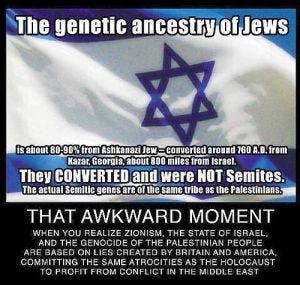 The genetic ancestry of Jews
is about 80-90% from Ashkanazi Jew - converted around 760 A.D. from
Kazar, Georgia, about 800 miles from Israel.
They CONVERTED and were NOT Semites.
The actual Semitic genes are of the same tribe as the Palestinians.
THAT AWKWARD MOMENT
WHEN YOU REALIZE ZIONISM, THE STATE OF ISRAEL,
AND THE GENOCIDE OF THE PALESTINIAN PEOPLE
ARE BASED ON LIES CREATED BY BRITAIN AND AMERICA,
COMMITTING THE SAME ATROCITIES AS THE HOLOCAUST
TO PROFIT FROM CONFLICT IN THE MIDDLE EAST